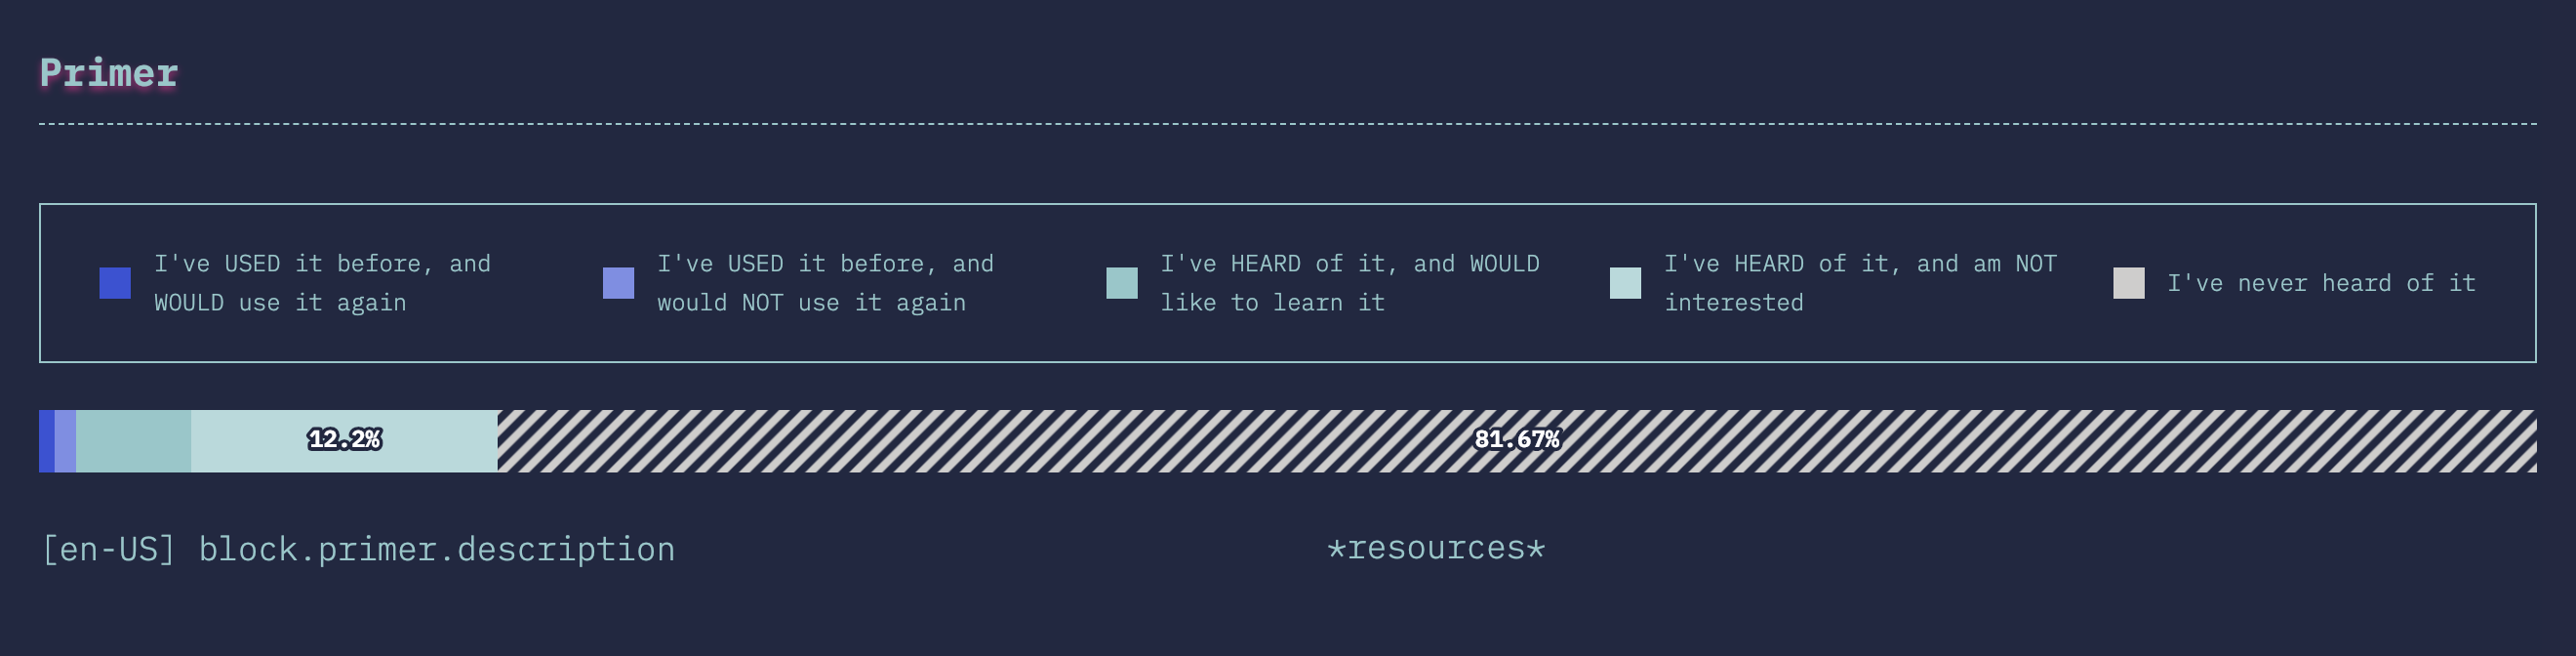 Primer
I've USED it before, and
WOULD use it again
I've USED it before, and
would NOT use it again
I've HEARD of it, and WOULD
like to learn it
I've HEARD of it, and am NOT
interested
I've never heard of it
12.2%
81.67%
[en-US] block.primer.description
*resources*